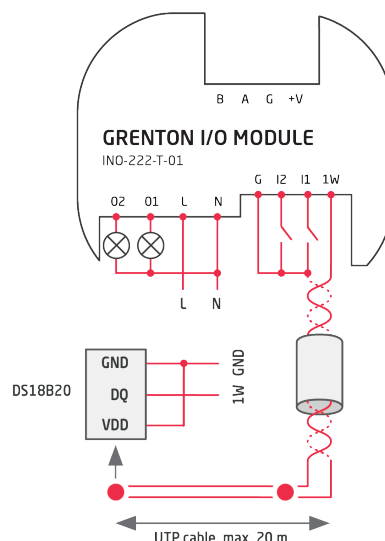 B A G +V
GRENTON I/O MODULE
INO-222-T-01
G I2 I1 1W
O2 O1 L N
L N
DS18B20
GND
DQ
VDD
1W GND
UTP cable, max. 20 m